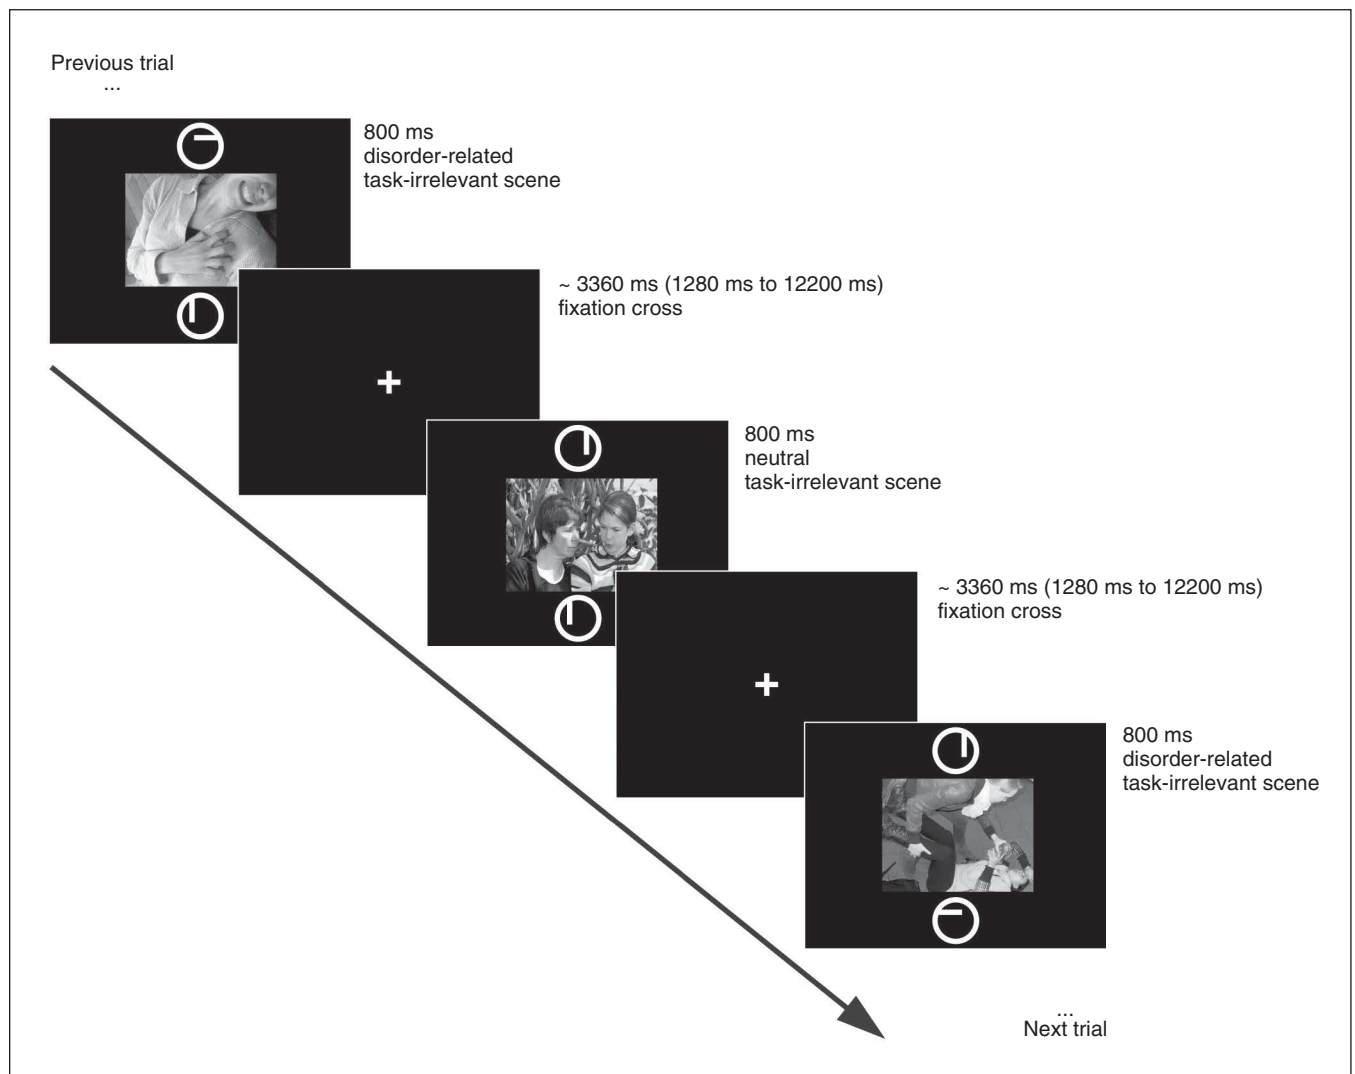 Previous trial
...
800 ms
disorder-related
task-irrelevant scene
~ 3360 ms (1280 ms to 12200 ms)
fixation cross
800 ms
neutral
task-irrelevant scene
~ 3360 ms (1280 ms to 12200 ms)
fixation cross
800 ms
disorder-related
task-irrelevant scene
...
Next trial